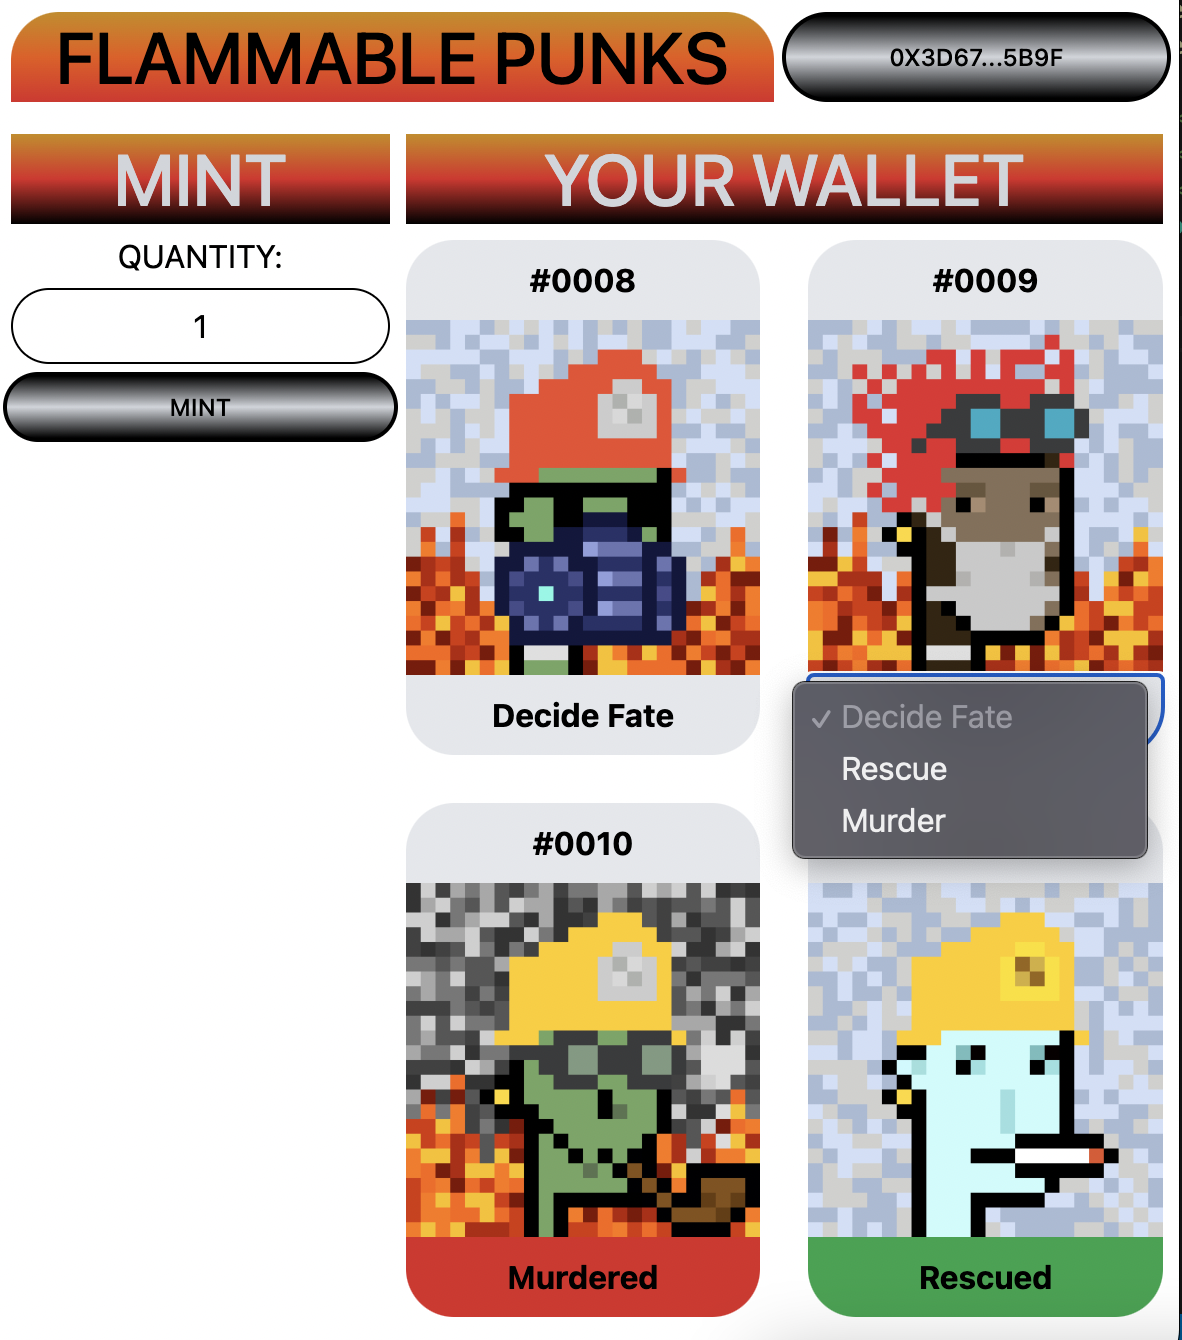 FLAMMABLE PUNKS
0X3D67...5B9F
MINT
YOUR WALLET
QUANTITY:
1
MINT
#0008
#0009
Decide Fate
✓ Decide Fate
Rescue
Murder
#0010
Murdered
Rescued